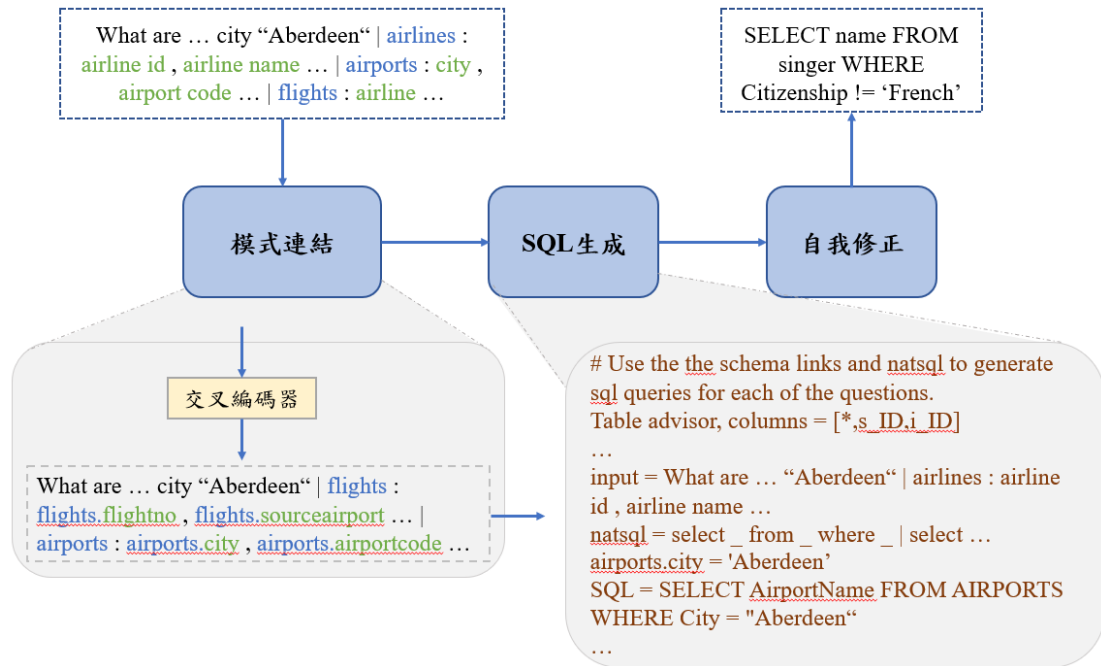 What are … city “Aberdeen“ | airlines :
airline id , airline name … | airports : city ,
airport code … | flights : airline …
SELECT name FROM
singer WHERE
Citizenship != ‘French’
模式連結
SQL生成
自我修正
交叉編碼器
What are … city “Aberdeen“ | flights :
flights.flightno , flights.sourceairport … |
airports : airports.city , airports.airportcode …
# Use the the schema links and natsql to generate
sql queries for each of the questions.
Table advisor, columns = [*,s_ID,i_ID]
…
input = What are … “Aberdeen“ | airlines : airline
id , airline name …
natsql = select _ from _ where _ | select …
airports.city = 'Aberdeen’
SQL = SELECT AirportName FROM AIRPORTS
WHERE City = "Aberdeen“
…